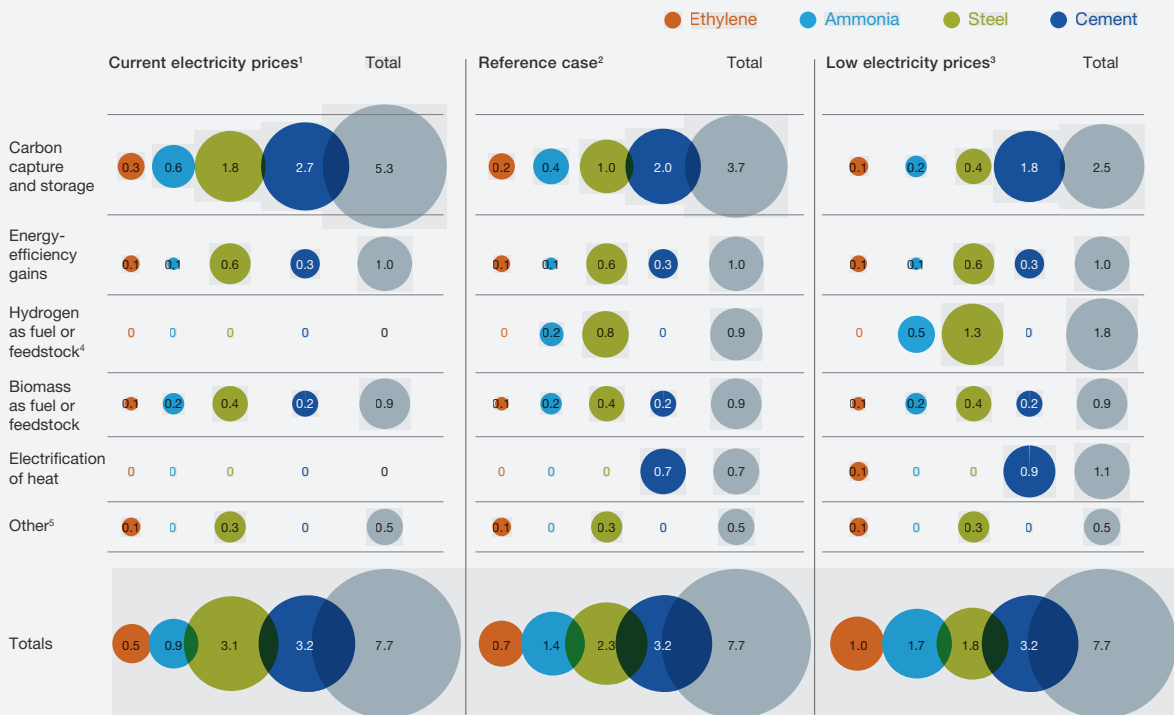 Ethylene Ammonia Steel Cement
Current electricity prices¹ Total Reference case² Total Low electricity prices³ Total
Carbon
capture
and storage
0.3 0.6 1.8 2.7 5.3 0.2 0.4 1.0 2.0 3.7 0.1 0.2 0.4 1.8 2.5
Energy-
efficiency
gains
0.1 0.1 0.6 0.3 1.0 0.1 0.1 0.6 0.3 1.0 0.1 0.1 0.6 0.3 1.0
Hydrogen
as fuel or
feedstock⁴
0 0 0 0 0 0 0.2 0.8 0 0.9 0 0.5 1.3 0 1.8
Biomass
as fuel or
feedstock
0.1 0.2 0.4 0.2 0.9 0.1 0.2 0.4 0.2 0.9 0.1 0.2 0.4 0.2 0.9
Electrification
of heat
0 0 0 0 0 0 0 0 0.7 0.7 0.1 0 0 0.9 1.1
Other⁵
0.1 0 0.3 0 0.5 0.1 0 0.3 0 0.5 0.1 0 0.3 0 0.5
Totals
0.5 0.9 3.1 3.2 7.7 0.7 1.4 2.3 3.2 7.7 1.0 1.7 1.8 3.2 7.7